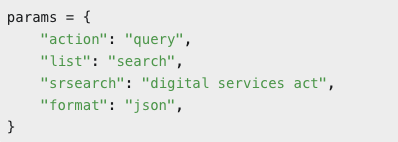 params = {
    "action": "query",
    "list": "search",
    "srsearch": "digital services act",
    "format": "json",
}